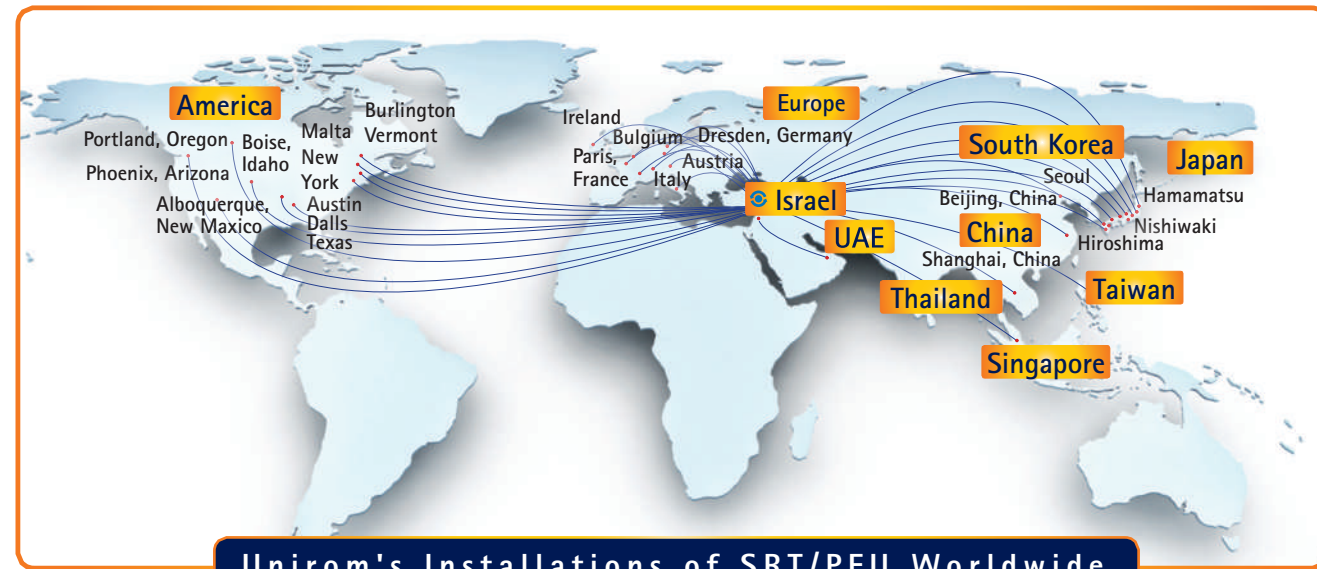 America
Europe
Burlington
Vermont
Malta
New
York
Portland, Oregon
Boise,
Idaho
Phoenix, Arizona
Alboquerque,
New Maxico
Austin
Dalls
Texas
Ireland
Bulgium
Dresden, Germany
Paris,
France
Austria
Italy
Israel
UAE
South Korea
Seoul
Japan
Hamamatsu
Nishiwaki
Hiroshima
Beijing, China
China
Shanghai, China
Thailand
Taiwan
Singapore
Unirom's Installations of SRT/PFU Worldwide